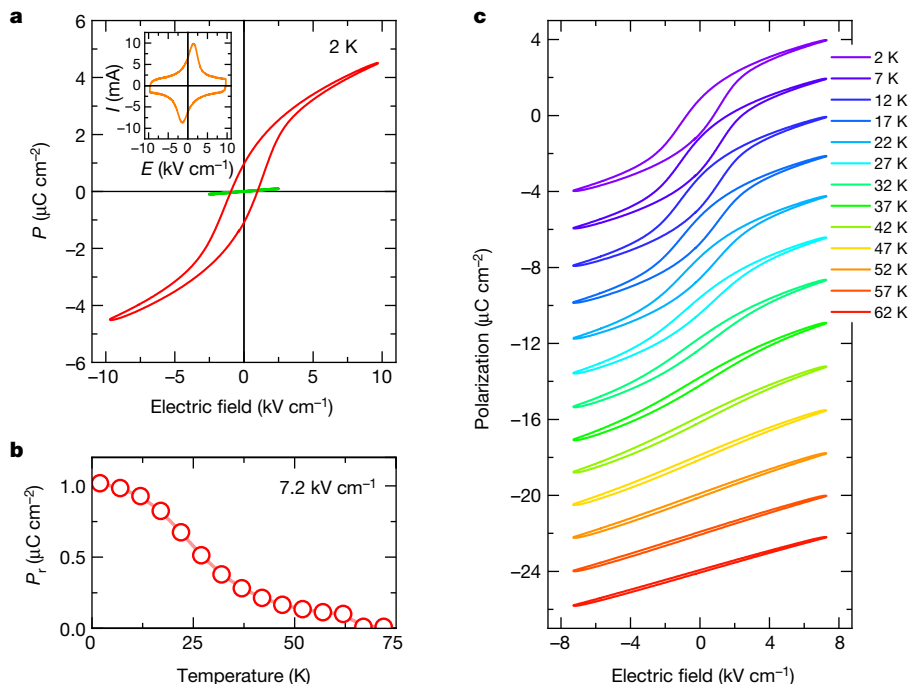 a
6
4
2
0
−2
−4
−6
P (μC cm−2)
2 K
10
5
0
−5
−10
I (mA)
−10 −5 0 5 10
E (kV cm−1)
−10 −5 0 5 10
Electric field (kV cm−1)
b
1.0
0.5
0.0
Pr (μC cm−2)
7.2 kV cm−1
0 25 50 75
Temperature (K)
c
4
0
−4
−8
−12
−16
−20
−24
Polarization (μC cm−2)
2 K
7 K
12 K
17 K
22 K
27 K
32 K
37 K
42 K
47 K
52 K
57 K
62 K
−8 −4 0 4 8
Electric field (kV cm−1)